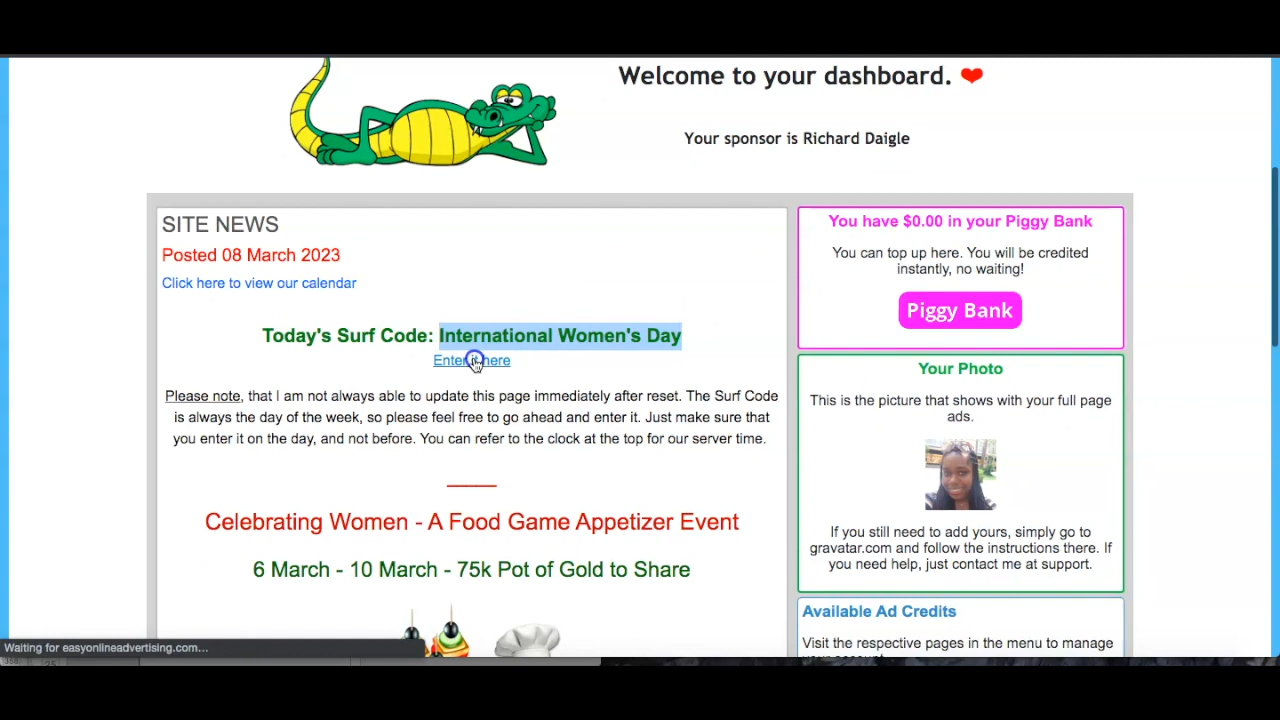 Welcome to your dashboard. ❤
Your sponsor is Richard Daigle
SITE NEWS
Posted 08 March 2023
Click here to view our calendar
Today's Surf Code: International Women's Day
Enter it here
Please note, that I am not always able to update this page immediately after reset. The Surf Code
is always the day of the week, so please feel free to go ahead and enter it. Just make sure that
you enter it on the day, and not before. You can refer to the clock at the top for our server time.
Celebrating Women - A Food Game Appetizer Event
6 March - 10 March - 75k Pot of Gold to Share
You have $0.00 in your Piggy Bank
You can top up here. You will be credited
instantly, no waiting!
Piggy Bank
Your Photo
This is the picture that shows with your full page
ads.
If you still need to add yours, simply go to
gravatar.com and follow the instructions there. If
you need help, just contact me at support.
Available Ad Credits
Visit the respective pages in the menu to manage
Waiting for easyonlineadvertising.com...